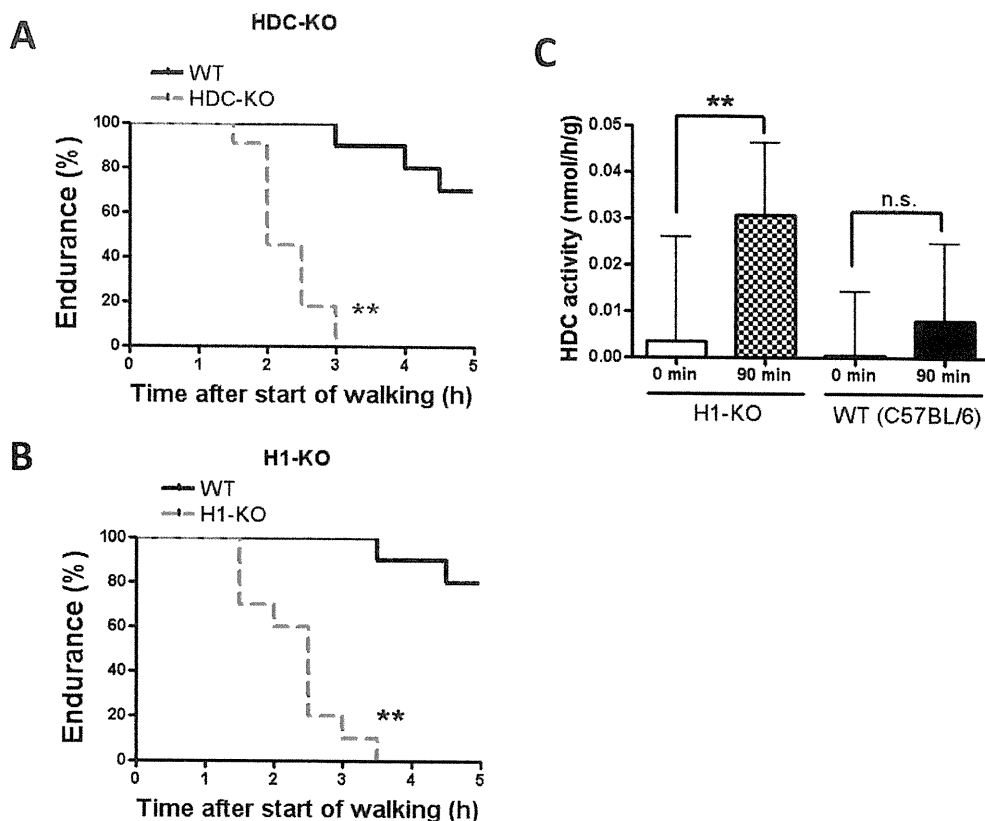 A
HDC-KO
WT
HDC-KO
100
80
60
40
20
0
Endurance (%)
**
0 1 2 3 4 5
Time after start of walking (h)
B
H1-KO
WT
H1-KO
100
80
60
40
20
0
Endurance (%)
**
0 1 2 3 4 5
Time after start of walking (h)
C
**
n.s.
0.05
0.04
0.03
0.02
0.01
0.00
HDC activity (nmol/h/g)
0 min 90 min 0 min 90 min
H1-KO WT (C57BL/6)